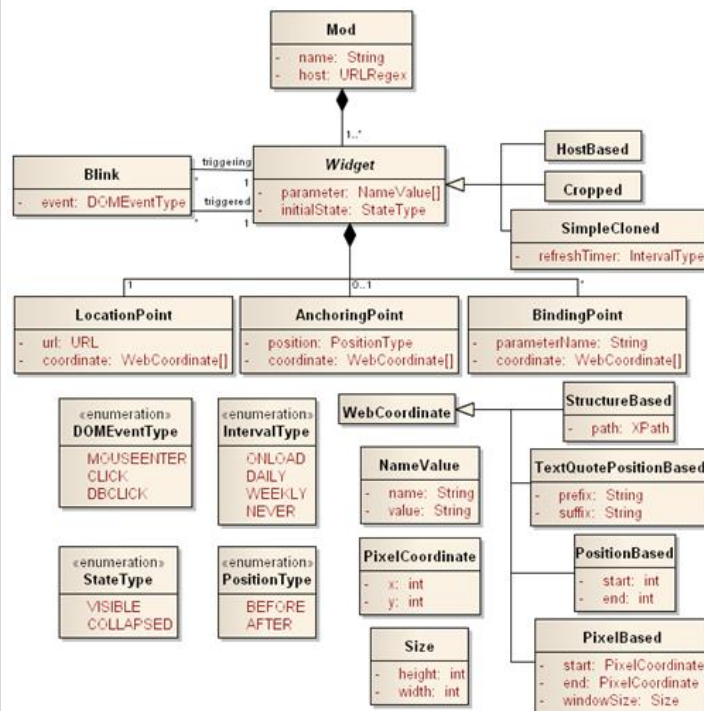 Mod
- name: String
- host: URLRegex
1..*
Blink
- event: DOMEventType
triggering
* 1
triggered
* 1
Widget
- parameter: NameValue[]
- initialState: StateType
HostBased
Cropped
SimpleCloned
- refreshTimer: IntervalType
1
0..1
*
LocationPoint
- url: URL
- coordinate: WebCoordinate[]
AnchoringPoint
- position: PositionType
- coordinate: WebCoordinate[]
BindingPoint
- parameterName: String
- coordinate: WebCoordinate[]
«enumeration»
DOMEventType
MOUSEENTER
CLICK
DBCLICK
«enumeration»
IntervalType
ONLOAD
DAILY
WEEKLY
NEVER
WebCoordinate
StructureBased
- path: XPath
NameValue
- name: String
- value: String
TextQuotePositionBased
- prefix: String
- suffix: String
«enumeration»
StateType
VISIBLE
COLLAPSED
«enumeration»
PositionType
BEFORE
AFTER
PixelCoordinate
- x: int
- y: int
PositionBased
- start: int
- end: int
Size
- height: int
- width: int
PixelBased
- start: PixelCoordinate
- end: PixelCoordinate
- windowSize: Size